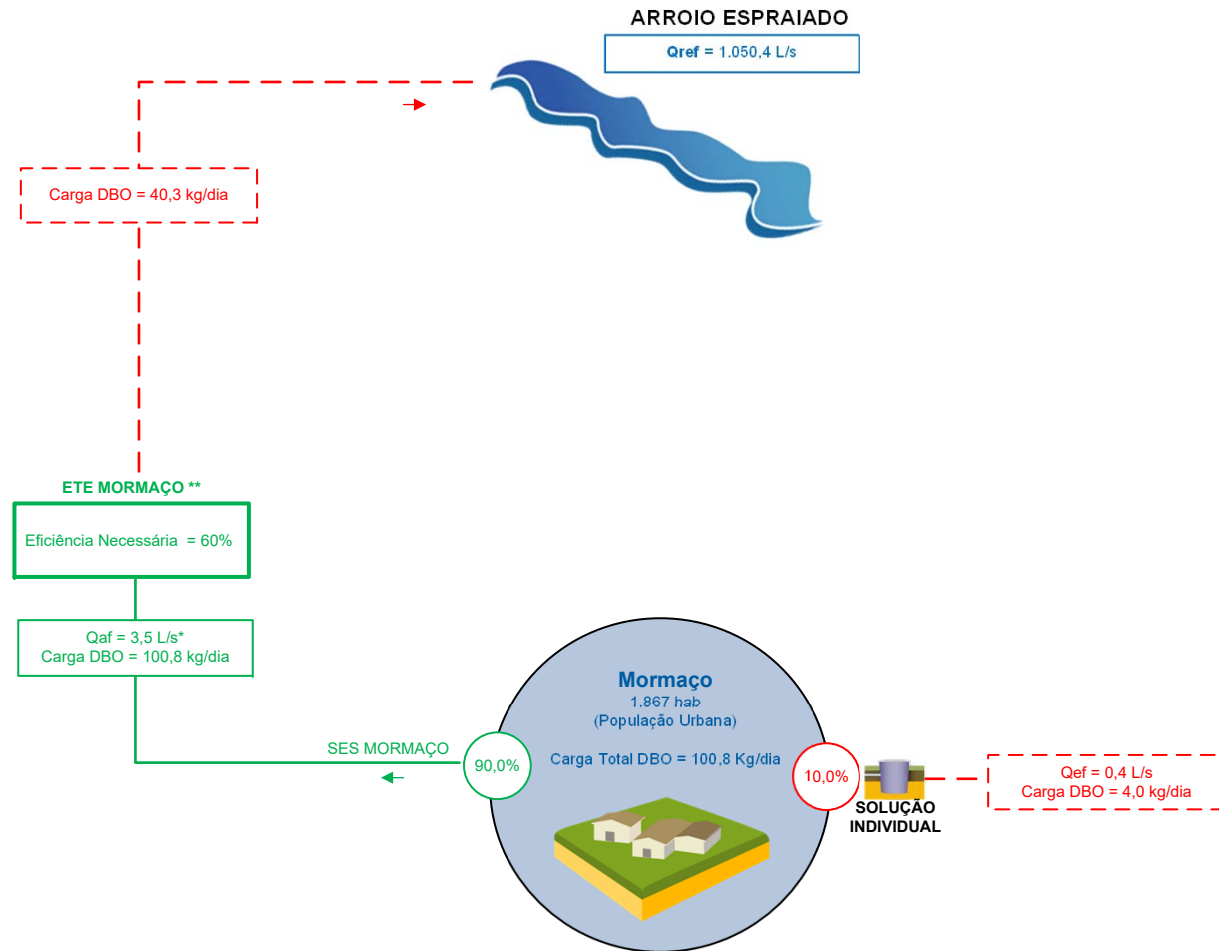 ARROIO ESPRAIADO
Qref = 1.050,4 L/s
Carga DBO = 40,3 kg/dia
ETE MORMAÇO **
Eficiência Necessária = 60%
Qaf = 3,5 L/s*
Carga DBO = 100,8 kg/dia
SES MORMAÇO
90,0%
Mormaço
1.867 hab
(População Urbana)
Carga Total DBO = 100,8 Kg/dia
10,0%
SOLUÇÃO
INDIVIDUAL
Qef = 0,4 L/s
Carga DBO = 4,0 kg/dia